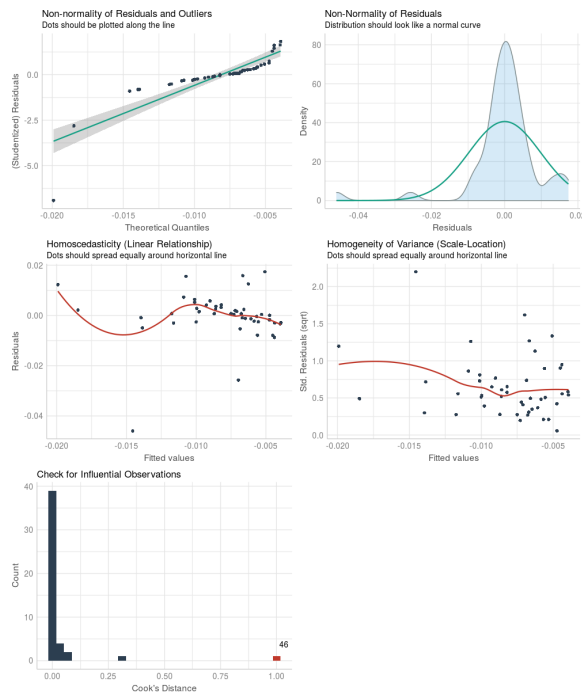 Non-normality of Residuals and Outliers
Dots should be plotted along the line
0.0
-2.5
-5.0
(Studentized) Residuals
-0.020
-0.015
-0.010
-0.005
Theoretical Quantiles
Non-Normality of Residuals
Distribution should look like a normal curve
80
60
40
20
0
Density
-0.04
-0.02
0.00
0.02
Residuals
Homoscedasticity (Linear Relationship)
Dots should spread equally around horizontal line
0.02
0.00
-0.02
-0.04
Residuals
-0.020
-0.015
-0.010
-0.005
Fitted values
Homogeneity of Variance (Scale-Location)
Dots should spread equally around horizontal line
2.0
1.5
1.0
0.5
0.0
Std. Residuals (sqrt)
-0.020
-0.015
-0.010
-0.005
Fitted values
Check for Influential Observations
40
30
20
10
0
Count
46
0.00
0.25
0.50
0.75
1.00
Cook's Distance